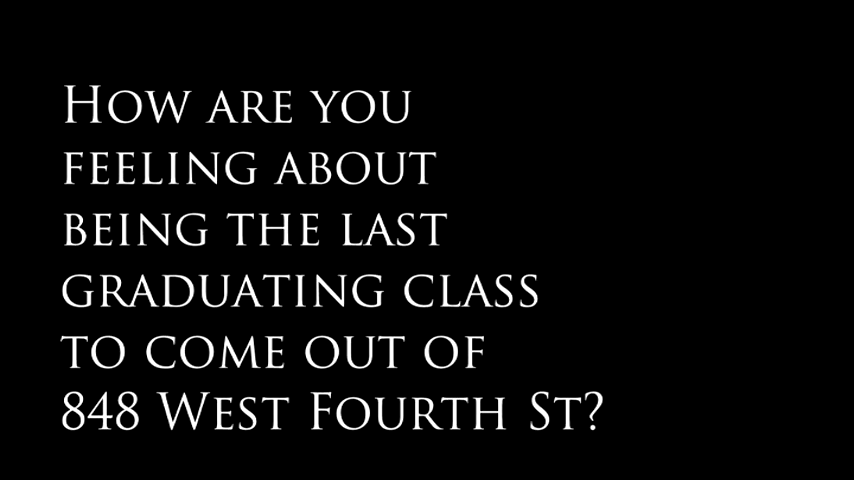 How are you
feeling about
being the last
graduating class
to come out of
848 West Fourth St?